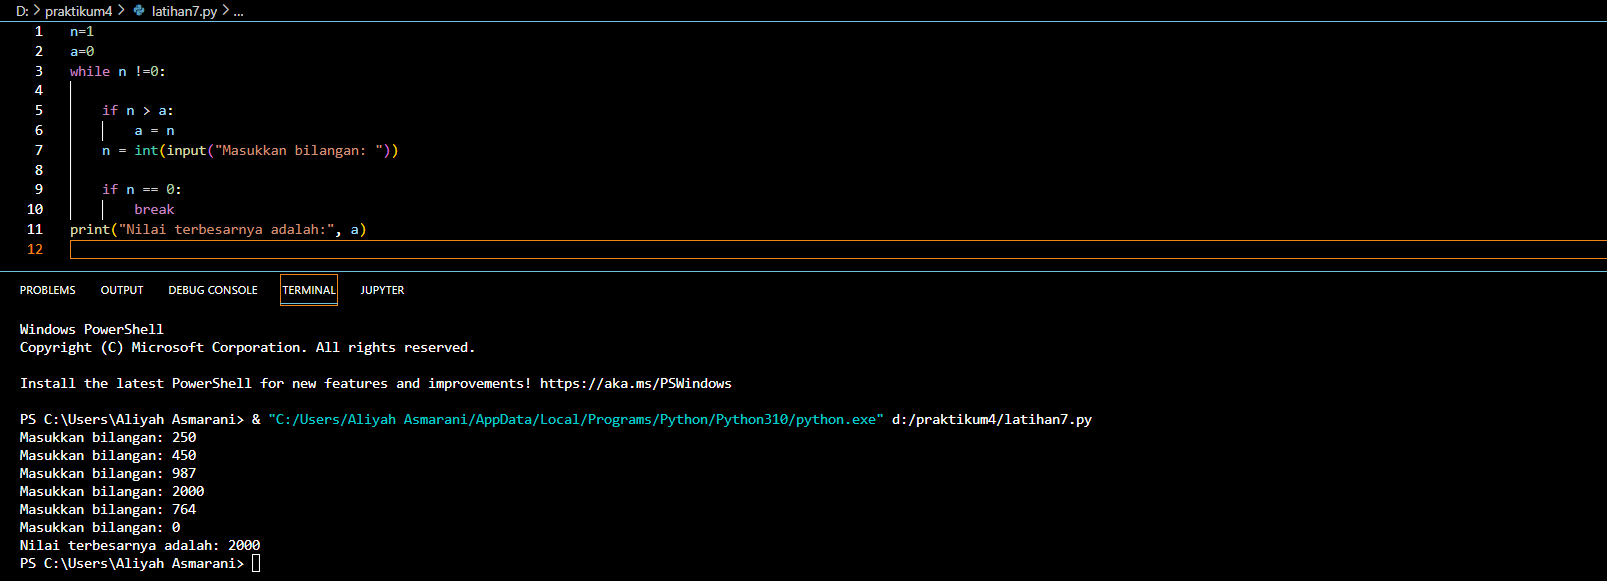 D: > praktikum4 > latihan7.py > ...
1 n=1
2 a=0
3 while n !=0:
4
5 if n > a:
6 a = n
7 n = int(input("Masukkan bilangan: "))
8
9 if n == 0:
10 break
11 print("Nilai terbesarnya adalah:", a)
12
PROBLEMS OUTPUT DEBUG CONSOLE TERMINAL JUPYTER
Windows PowerShell
Copyright (C) Microsoft Corporation. All rights reserved.
Install the latest PowerShell for new features and improvements! https://aka.ms/PSWindows
PS C:\Users\Aliyah Asmarani> & "C:/Users/Aliyah Asmarani/AppData/Local/Programs/Python/Python310/python.exe" d:/praktikum4/latihan7.py
Masukkan bilangan: 250
Masukkan bilangan: 450
Masukkan bilangan: 987
Masukkan bilangan: 2000
Masukkan bilangan: 764
Masukkan bilangan: 0
Nilai terbesarnya adalah: 2000
PS C:\Users\Aliyah Asmarani>